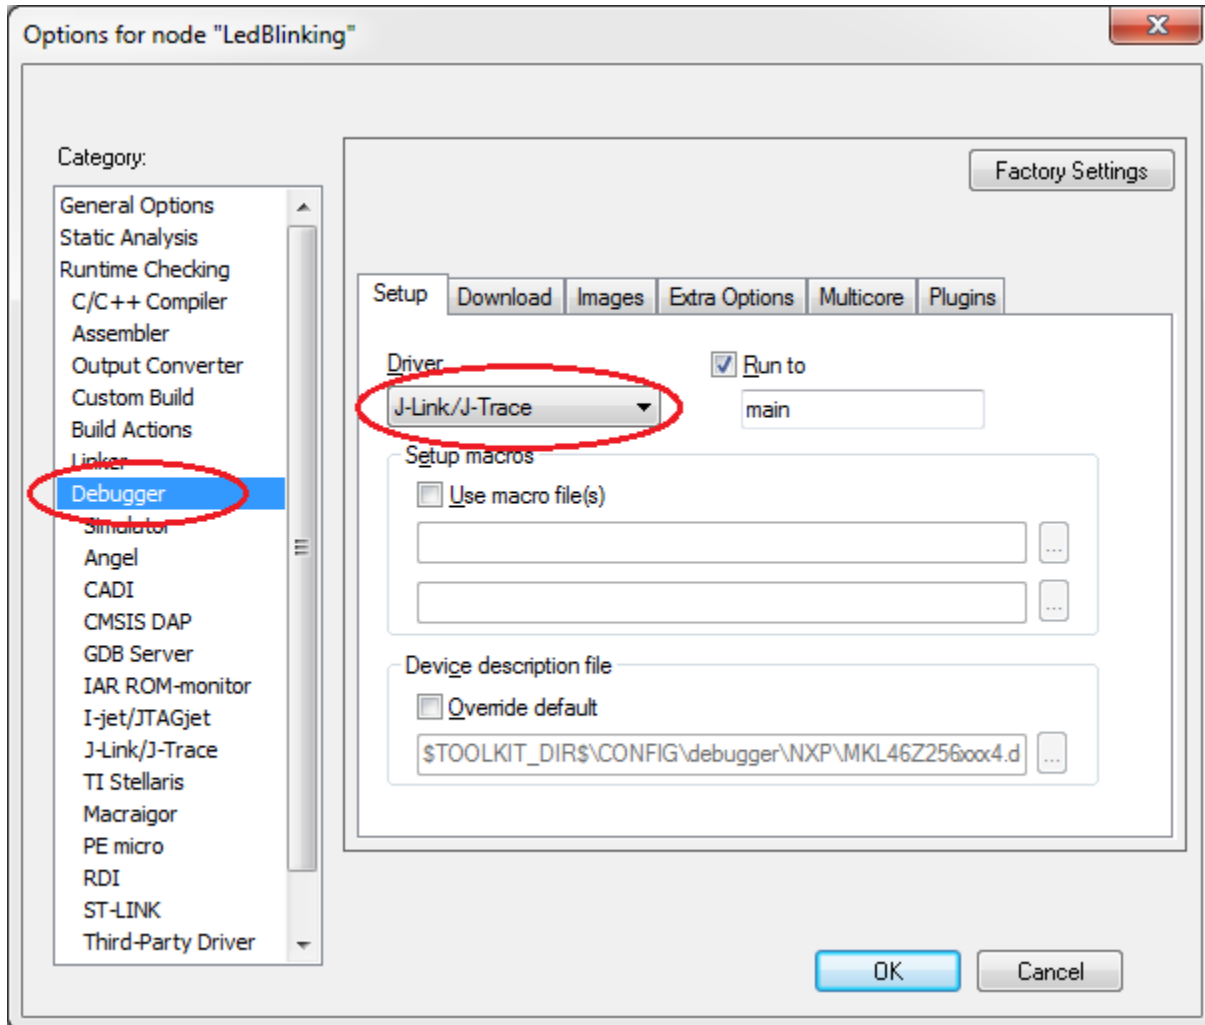 Options for node "LedBlinking"
Category:
Factory Settings
General Options
Static Analysis
Runtime Checking
C/C++ Compiler
Assembler
Output Converter
Custom Build
Build Actions
Linker
Debugger
Simulator
Angel
CADI
CMSIS DAP
GDB Server
IAR ROM-monitor
I-jet/JTAGjet
J-Link/J-Trace
TI Stellaris
Macraigor
PE micro
RDI
ST-LINK
Third-Party Driver
Setup Download Images Extra Options Multicore Plugins
Driver
Run to
J-Link/J-Trace
main
Setup macros
Use macro file(s)
...
...
Device description file
Override default
$TOOLKIT_DIR$\CONFIG\debugger\NXP\MKL46Z256xxx4.d
...
OK Cancel